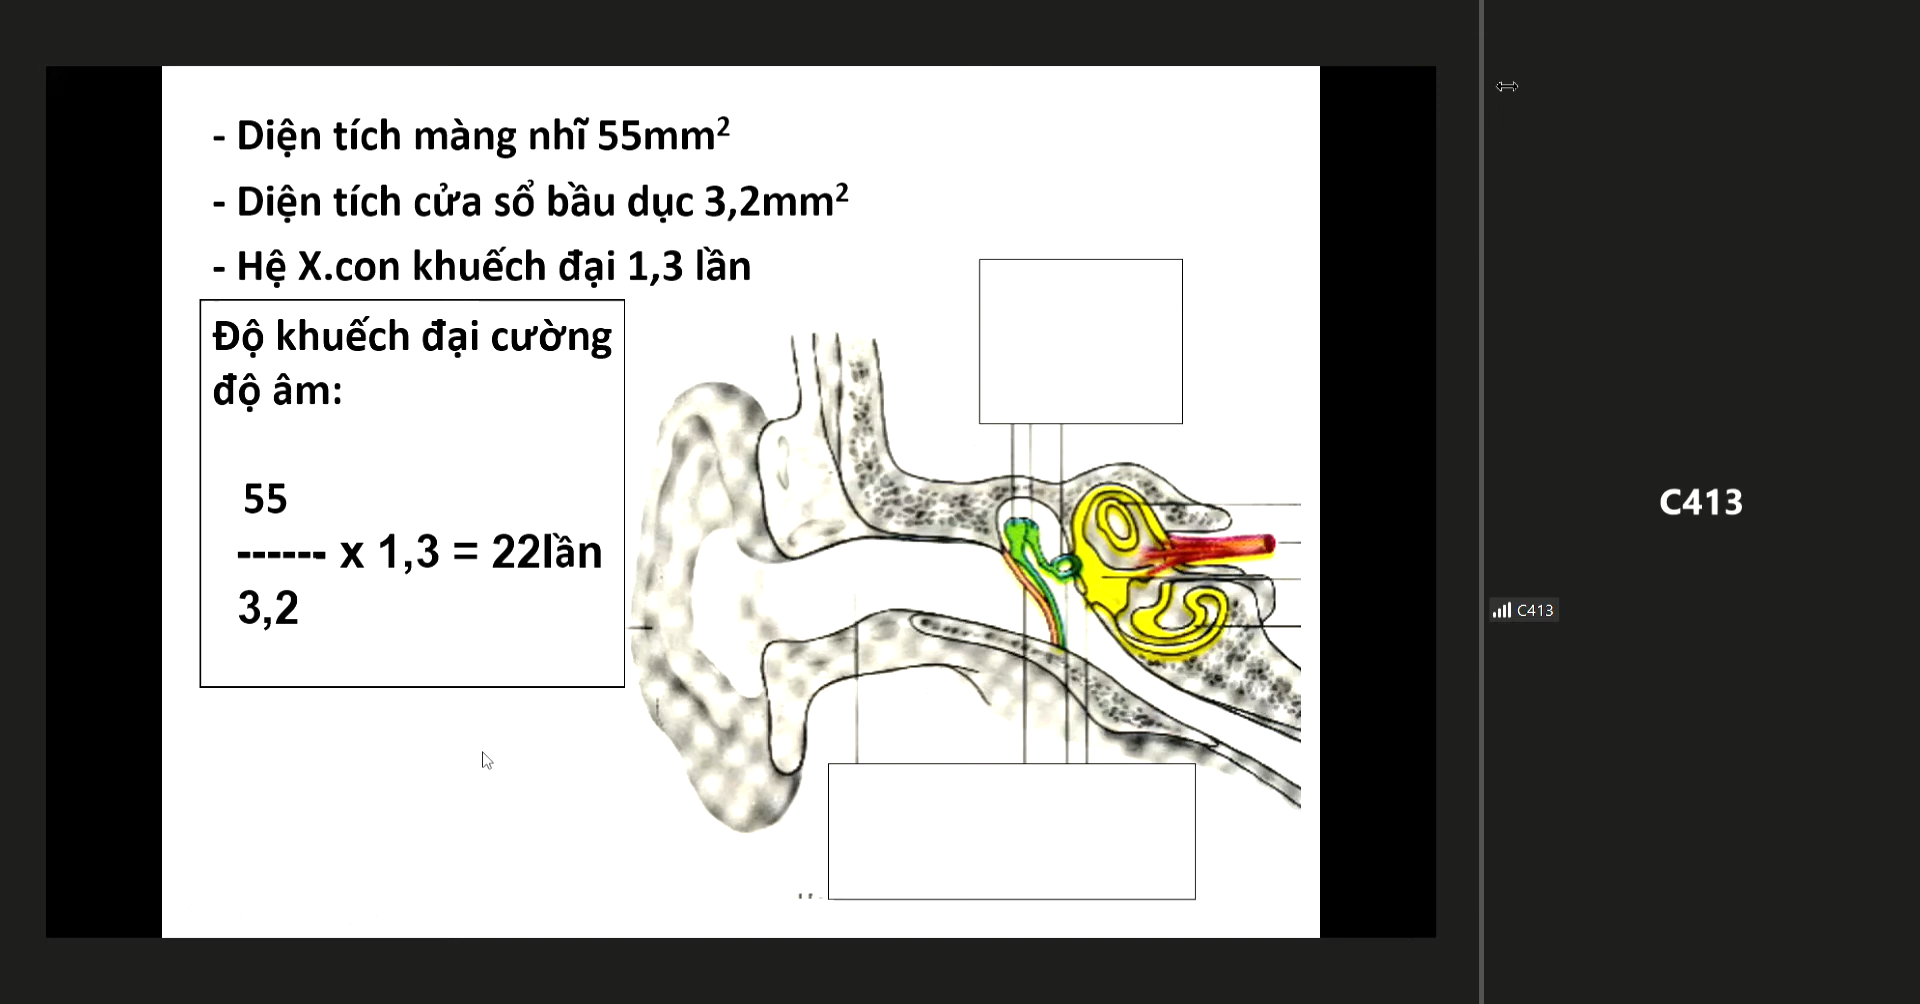 - Diện tích màng nhĩ 55mm²
- Diện tích cửa sổ bầu dục 3,2mm²
- Hệ X.con khuếch đại 1,3 lần
Độ khuếch đại cường
độ âm:
55
------ x 1,3 = 22lần
3,2
C413
C413